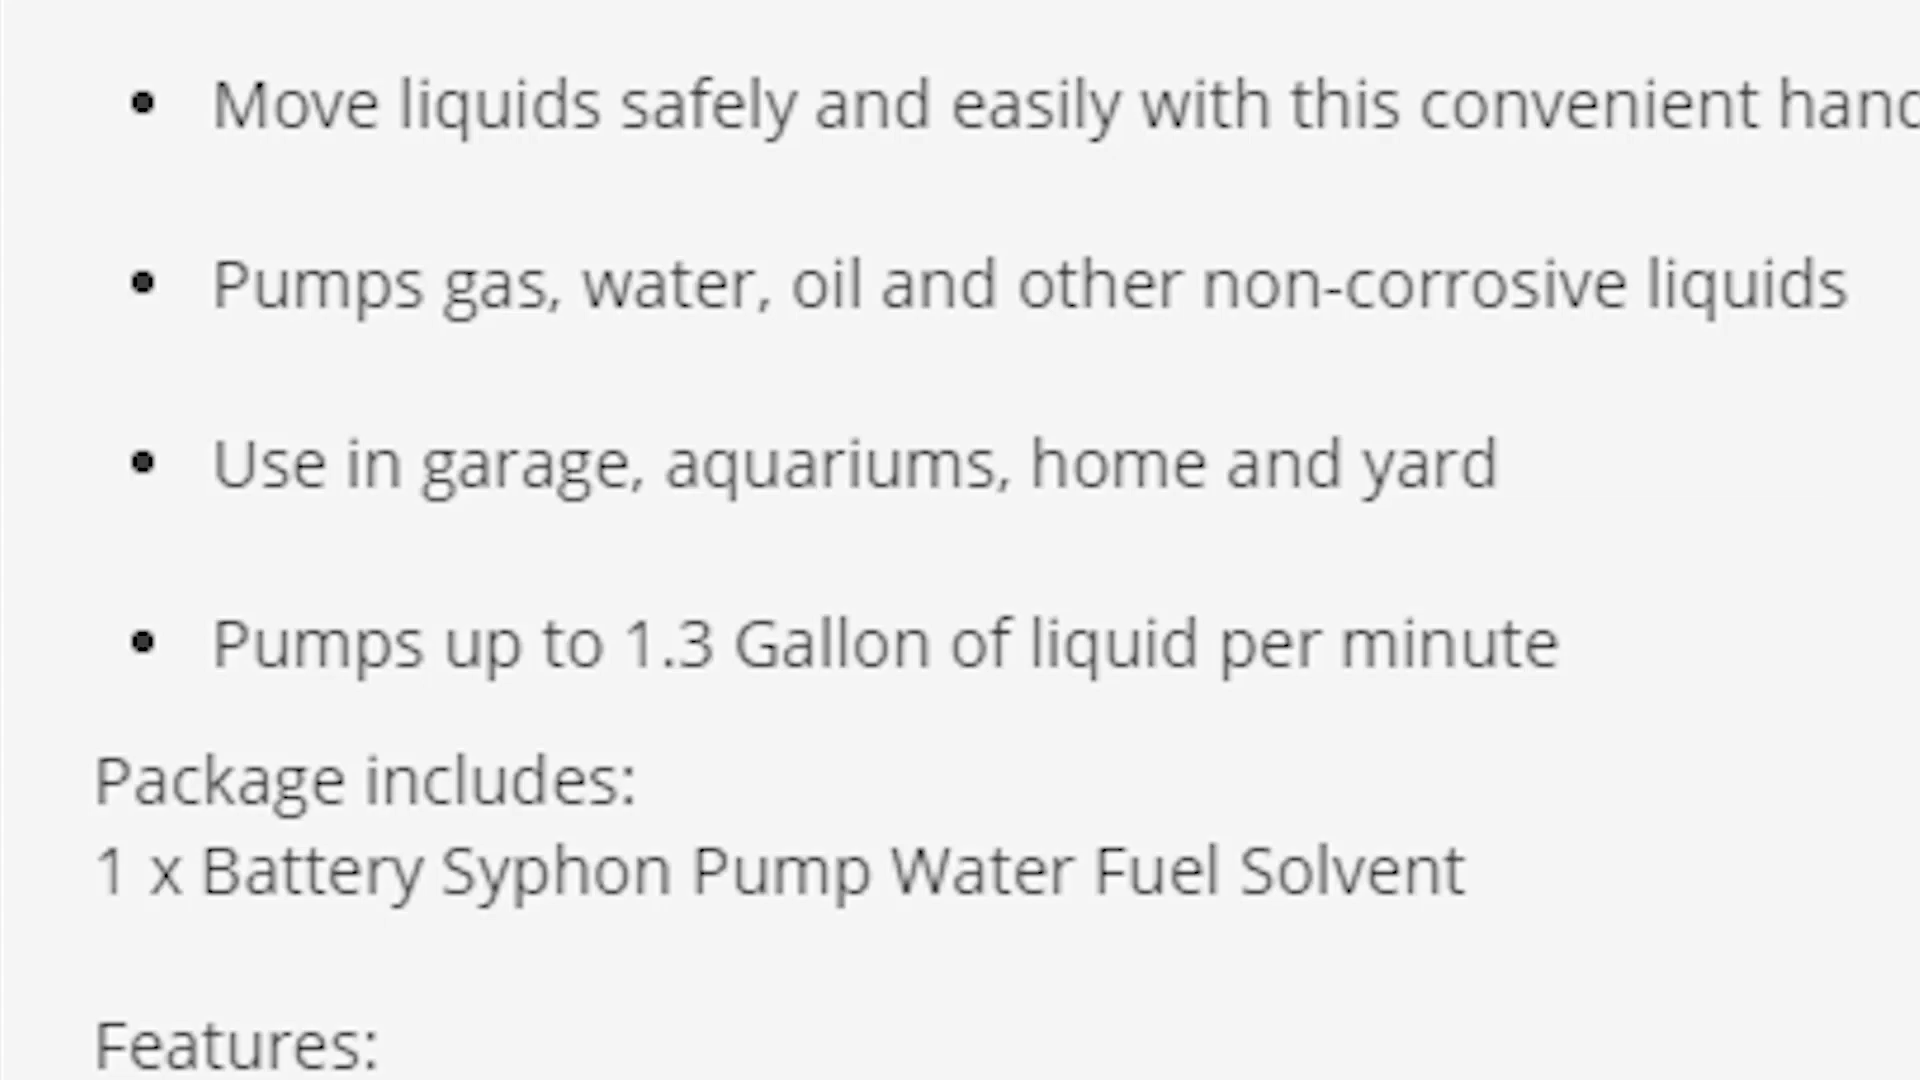 • Move liquids safely and easily with this convenient
• Pumps gas, water, oil and other non-corrosive liquids
• Use in garage, aquariums, home and yard
• Pumps up to 1.3 Gallon of liquid per minute
Package includes:
1 x Battery Syphon Pump Water Fuel Solvent
Features: